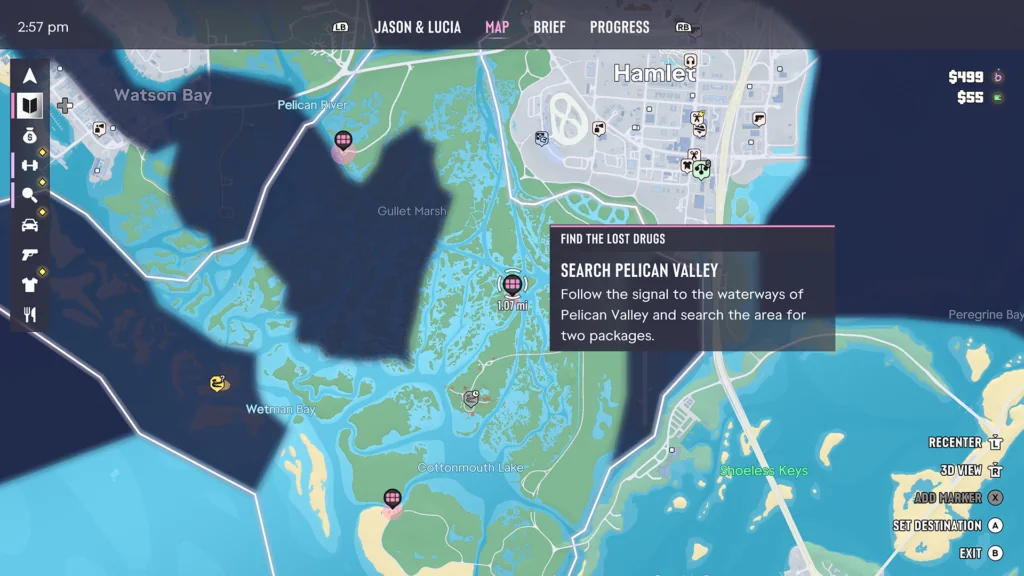 2:57 pm
LB
JASON & LUCIA
MAP
BRIEF
PROGRESS
RB
Hamlet
$499
$55
Watson Bay
Pelican River
Gullet Marsh
FIND THE LOST DRUGS
SEARCH PELICAN VALLEY
Follow the signal to the waterways of
Pelican Valley and search the area for
two packages.
1.07 mi
Peregrine Bay
Wetman Bay
Cottonmouth Lake
Shoeless Keys
RECENTER L
3D VIEW R
ADD MARKER X
SET DESTINATION A
EXIT B